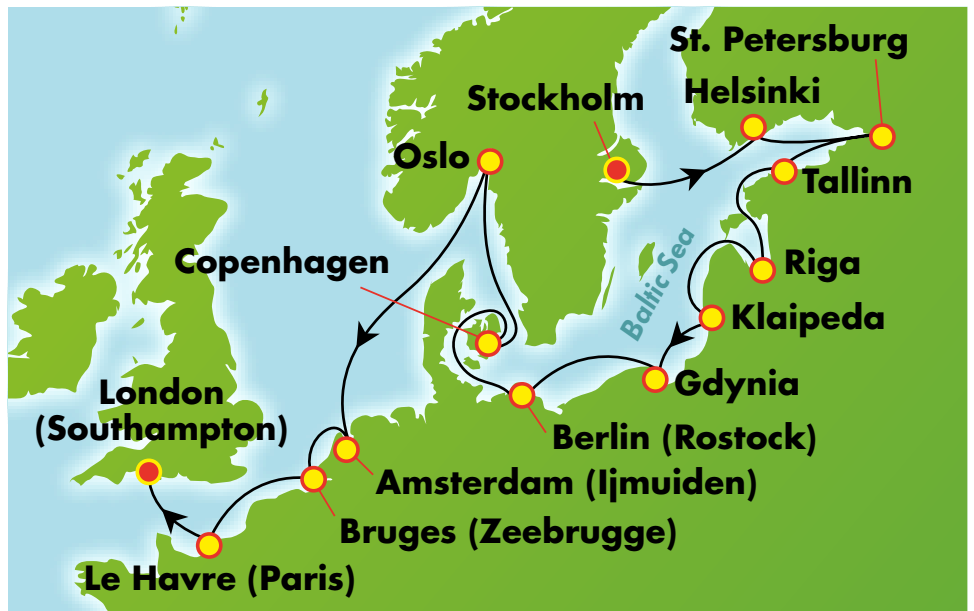 St. Petersburg
Helsinki
Stockholm
Oslo
Tallinn
Copenhagen
Baltic Sea
Riga
Klaipeda
Gdynia
London
(Southampton)
Berlin (Rostock)
Amsterdam (Ijmuiden)
Bruges (Zeebrugge)
Le Havre (Paris)